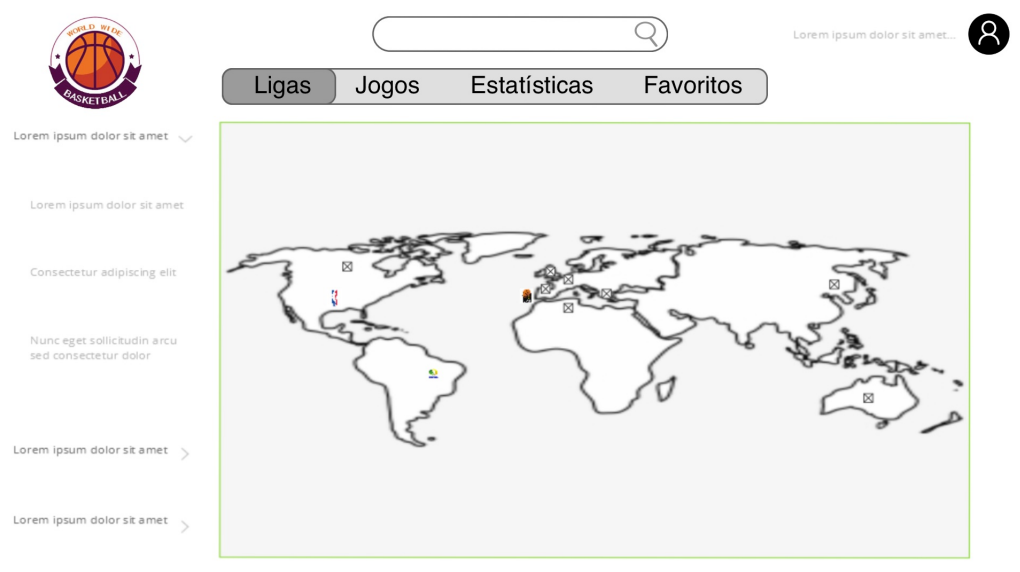 WORLD WIDE
BASKETBALL
Lorem ipsum dolor sit amet...
Ligas
Jogos
Estatísticas
Favoritos
Lorem ipsum dolor sit amet
Lorem ipsum dolor sit amet
Consectetur adipiscing elit
Nunc eget sollicitudin arcu
sed consectetur dolor
Lorem ipsum dolor sit amet
Lorem ipsum dolor sit amet